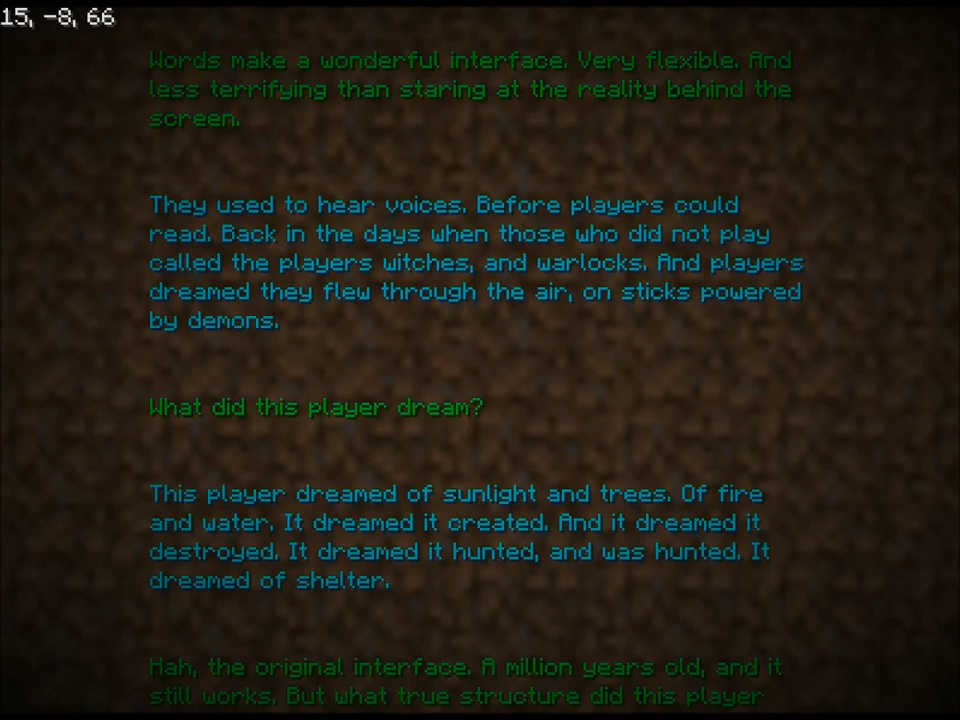 15, -8, 66
Words make a wonderful interface. Very flexible. And
less terrifying than staring at the reality behind the
screen.
They used to hear voices. Before players could
read. Back in the days when those who did not play
called the players witches, and warlocks. And players
dreamed they flew through the air, on sticks powered
by demons.
What did this player dream?
This player dreamed of sunlight and trees. Of fire
and water. It dreamed it created. And it dreamed it
destroyed. It dreamed it hunted, and was hunted. It
dreamed of shelter.
Hah, the original interface. A million years old, and it
still works. But what true structure did this player